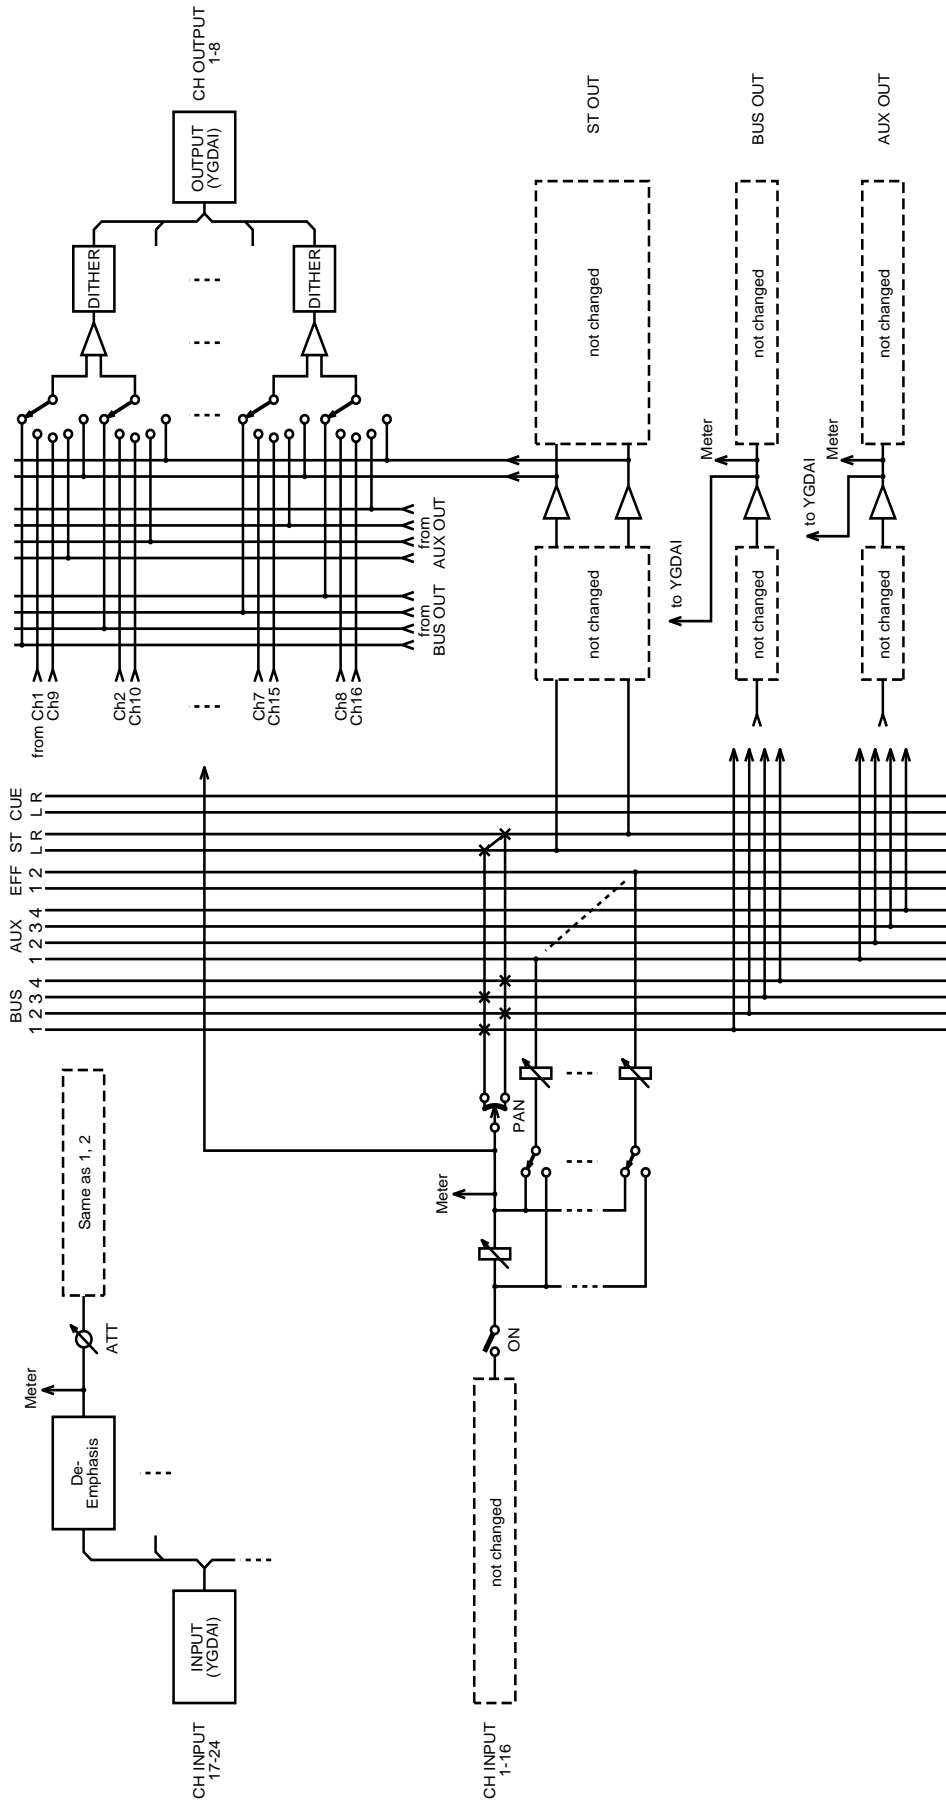 CH INPUT
17-24
INPUT
(YGDAI)
De-
Emphasis
Meter
ATT
Same as 1, 2
BUS
1 2 3 4
AUX
1 2 3 4
EFF
1 2
ST
L R
CUE
L R
from Ch1
Ch9
Ch2
Ch10
Ch7
Ch15
Ch8
Ch16
from
BUS OUT
from
AUX OUT
DITHER
DITHER
OUTPUT
(YGDAI)
CH OUTPUT
1-8
CH INPUT
1-16
not changed
ON
Meter
PAN
not changed
not changed
ST OUT
to YGDAI
not changed
Meter
not changed
BUS OUT
to YGDAI
not changed
Meter
not changed
AUX OUT